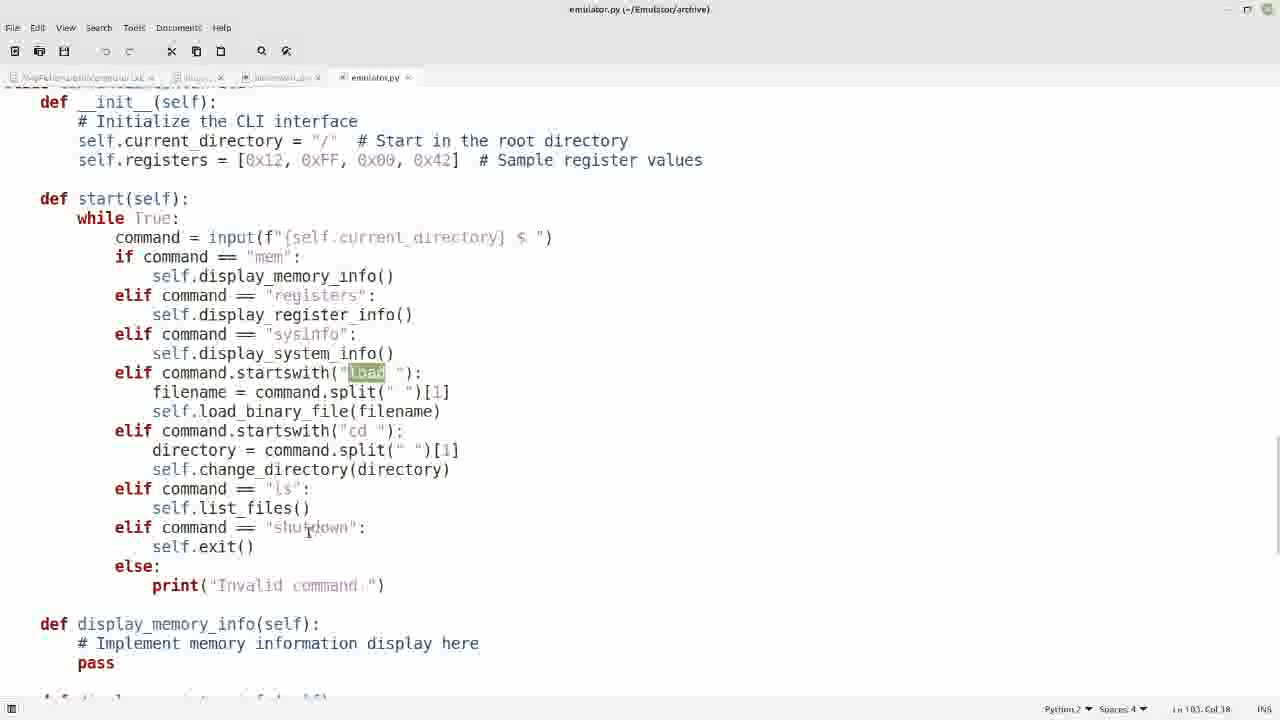 emulator.py (~/Emulator/archive)
File Edit View Search Tools Documents Help
emulator.py
def __init__(self):
# Initialize the CLI interface
self.current_directory = "/" # Start in the root directory
self.registers = [0x12, 0xFF, 0x00, 0x42] # Sample register values
def start(self):
while True:
command = input(f"{self.current_directory} $ ")
if command == "mem":
self.display_memory_info()
elif command == "registers":
self.display_register_info()
elif command == "sysinfo":
self.display_system_info()
elif command.startswith("load "):
filename = command.split(" ")[1]
self.load_binary_file(filename)
elif command.startswith("cd "):
directory = command.split(" ")[1]
self.change_directory(directory)
elif command == "ls":
self.list_files()
elif command == "shutdown":
self.exit()
else:
print("Invalid command.")
def display_memory_info(self):
# Implement memory information display here
pass
Python 2 Spaces: 4 Ln 103, Col 38 INS